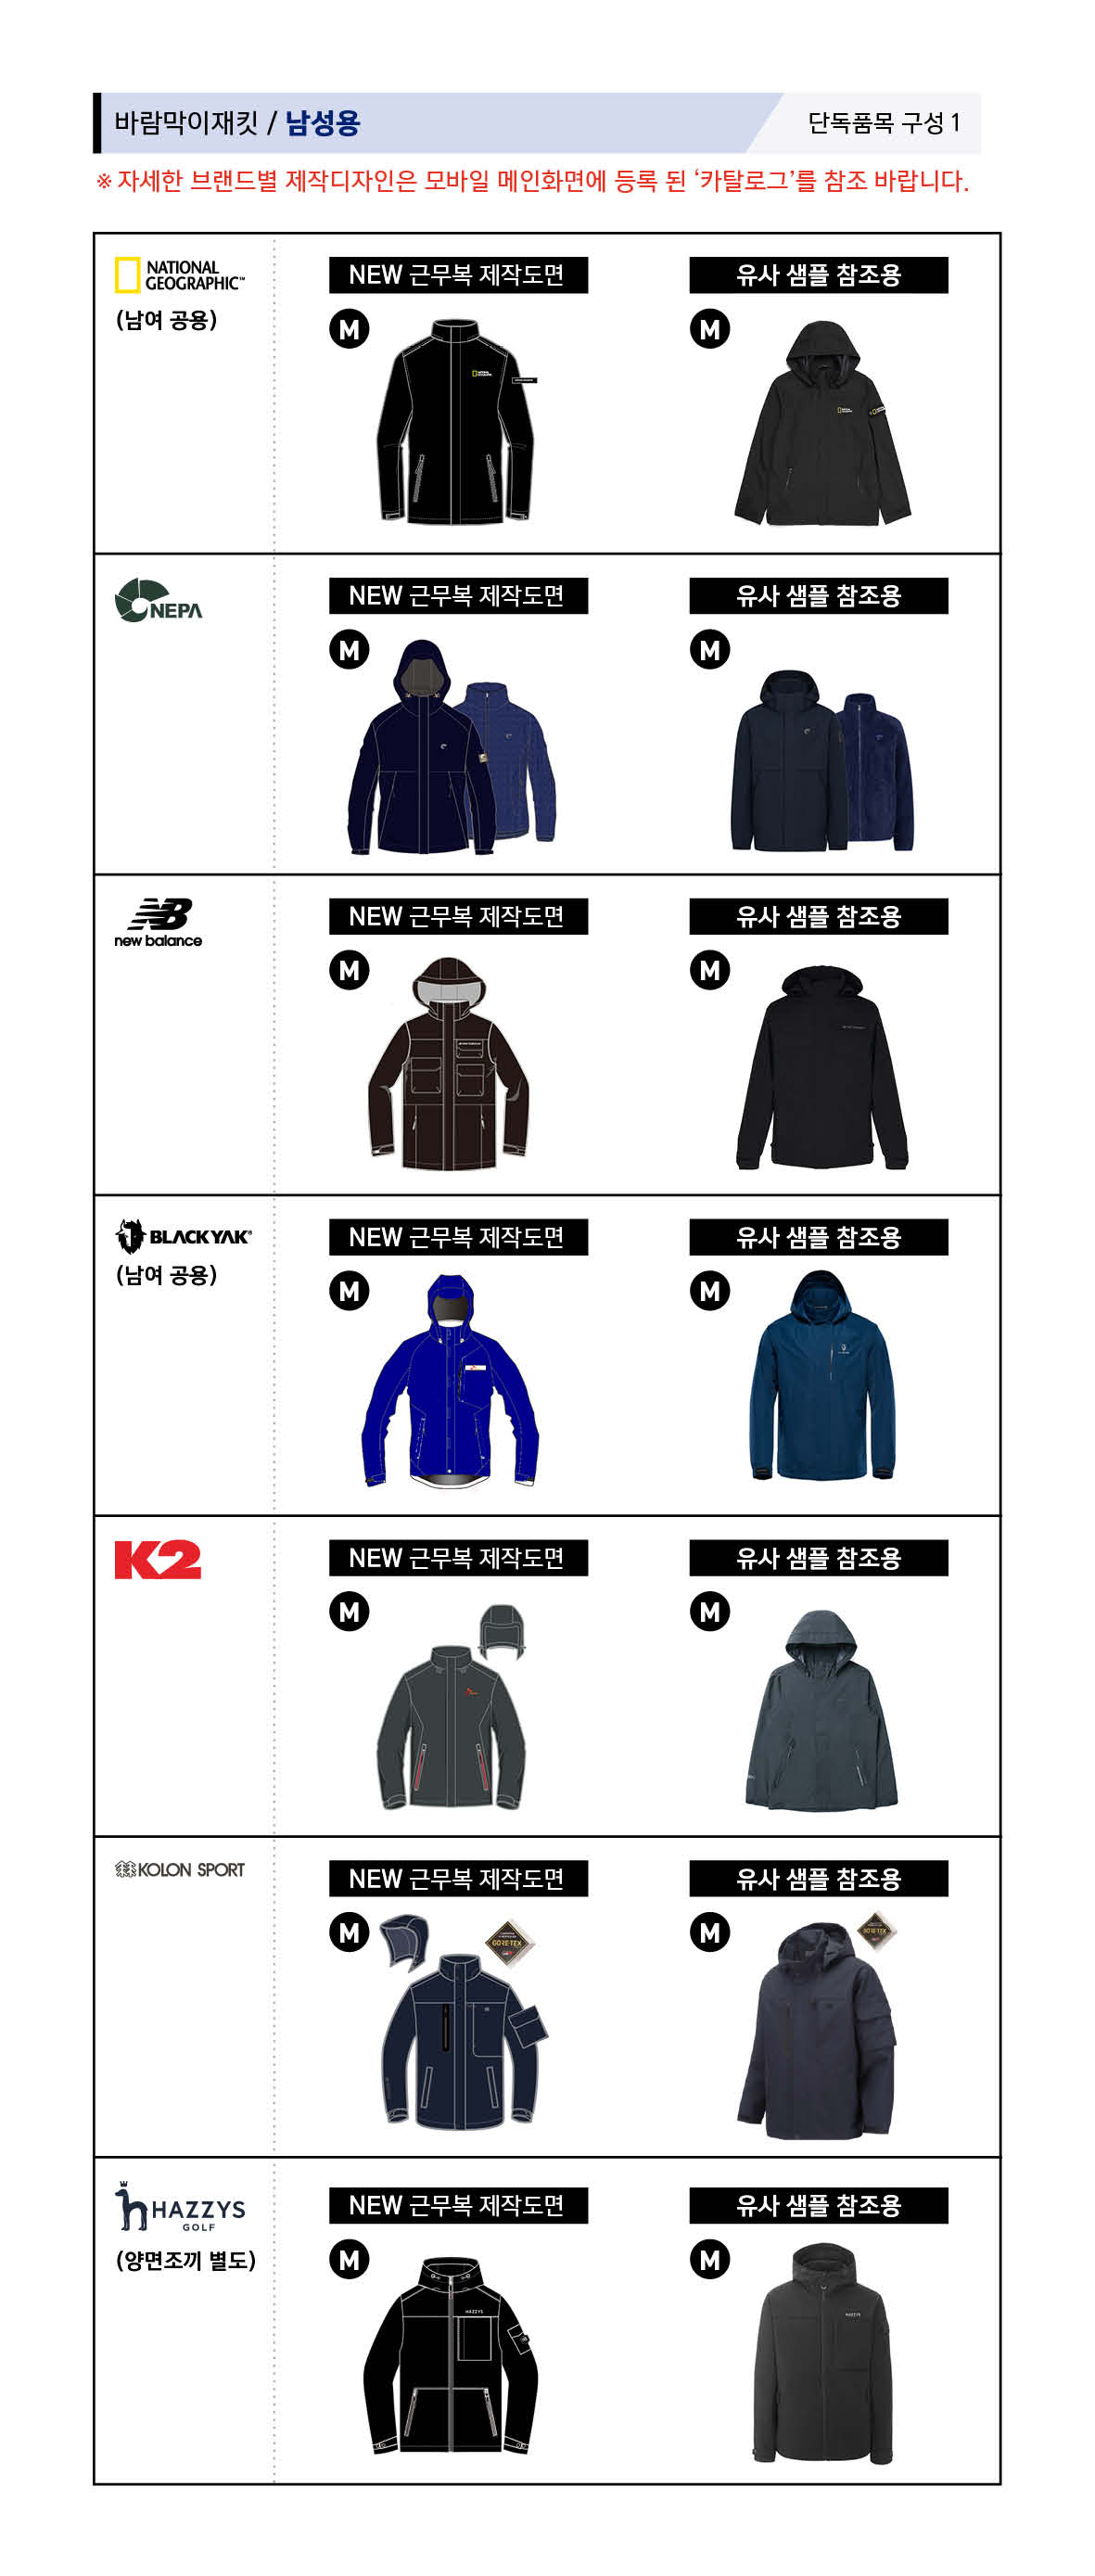 바람막이재킷 / 남성용
단독품목 구성 1
※ 자세한 브랜드별 제작디자인은 모바일 메인화면에 등록 된 ‘카탈로그’를 참조 바랍니다.
NATIONAL
GEOGRAPHIC™
(남여 공용)
NEW 근무복 제작도면
유사 샘플 참조용
M
M
NATIONAL
GEOGRAPHIC
NEPA
NEW 근무복 제작도면
유사 샘플 참조용
M
M
NB
new balance
NEW 근무복 제작도면
유사 샘플 참조용
M
M
BLACKYAK®
(남여 공용)
NEW 근무복 제작도면
유사 샘플 참조용
M
M
K2
NEW 근무복 제작도면
유사 샘플 참조용
M
M
KOLON SPORT
NEW 근무복 제작도면
유사 샘플 참조용
M
GORE-TEX
M
GORE-TEX
HAZZYS
GOLF
(양면조끼 별도)
NEW 근무복 제작도면
유사 샘플 참조용
M
HAZZYS
M
HAZZYS